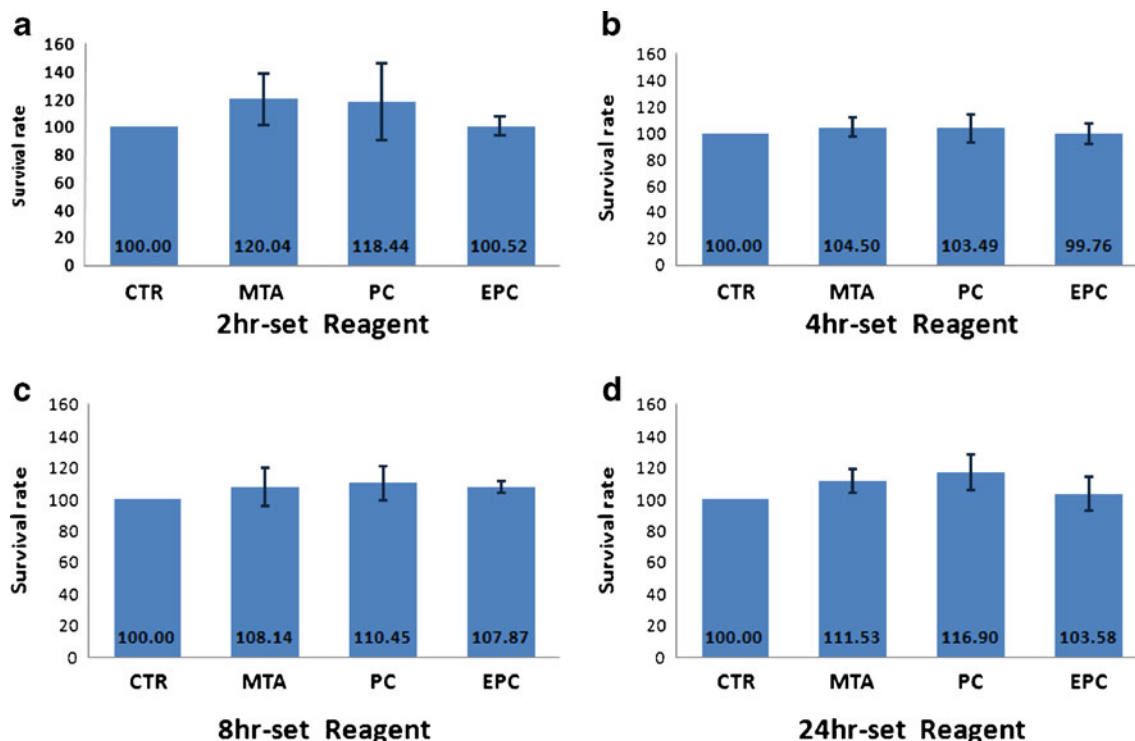 a
160
140
120
100
80
60
40
20
0
Survival rate
100.00 120.04 118.44 100.52
CTR MTA PC EPC
2hr-set Reagent
b
160
140
120
100
80
60
40
20
0
Survival rate
100.00 104.50 103.49 99.76
CTR MTA PC EPC
4hr-set Reagent
c
160
140
120
100
80
60
40
20
0
Survival rate
100.00 108.14 110.45 107.87
CTR MTA PC EPC
8hr-set Reagent
d
160
140
120
100
80
60
40
20
0
Survival rate
100.00 111.53 116.90 103.58
CTR MTA PC EPC
24hr-set Reagent